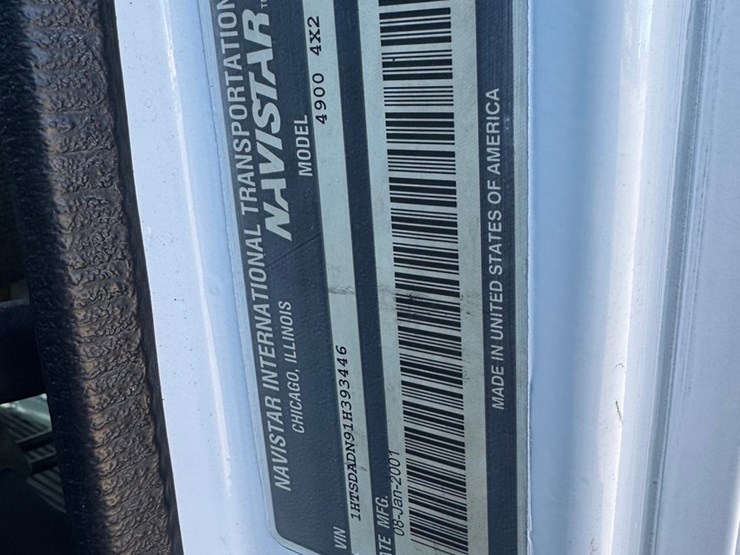 NAVISTAR INTERNATIONAL TRANSPORTATION
CHICAGO, ILLINOIS
NAVISTAR™
MODEL
4900 4X2
VIN
1HTSDADN91H393446
MFG.
08-Jan-2001
MADE IN UNITED STATES OF AMERICA